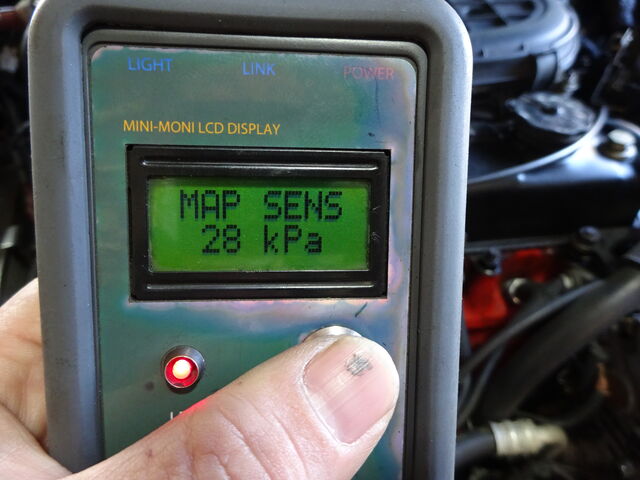 LIGHT LINK POWER
MINI-MONI LCD DISPLAY
MAP SENS
28 kPa